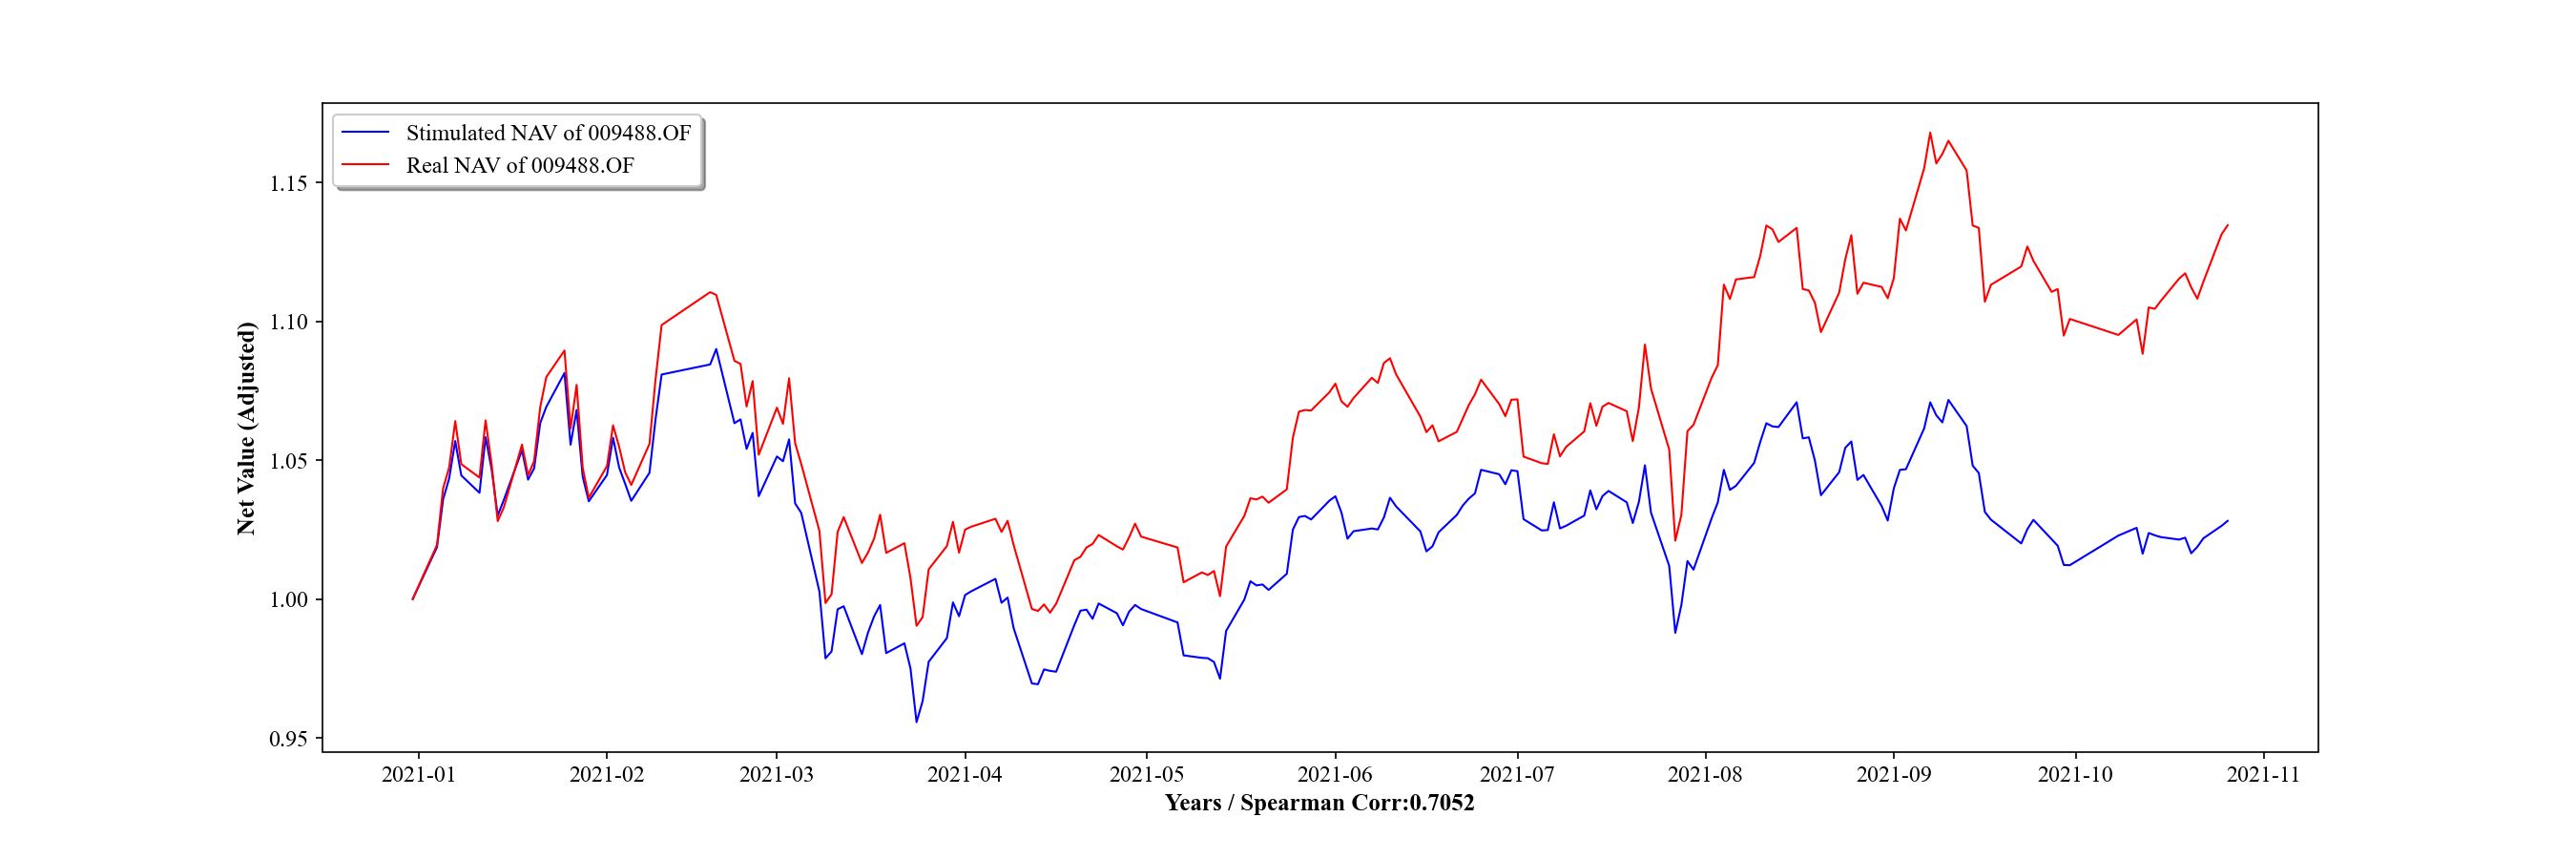 Stimulated NAV of 009488.OF
Real NAV of 009488.OF
Net Value (Adjusted)
1.15
1.10
1.05
1.00
0.95
2021-01 2021-02 2021-03 2021-04 2021-05 2021-06 2021-07 2021-08 2021-09 2021-10 2021-11
Years / Spearman Corr:0.7052